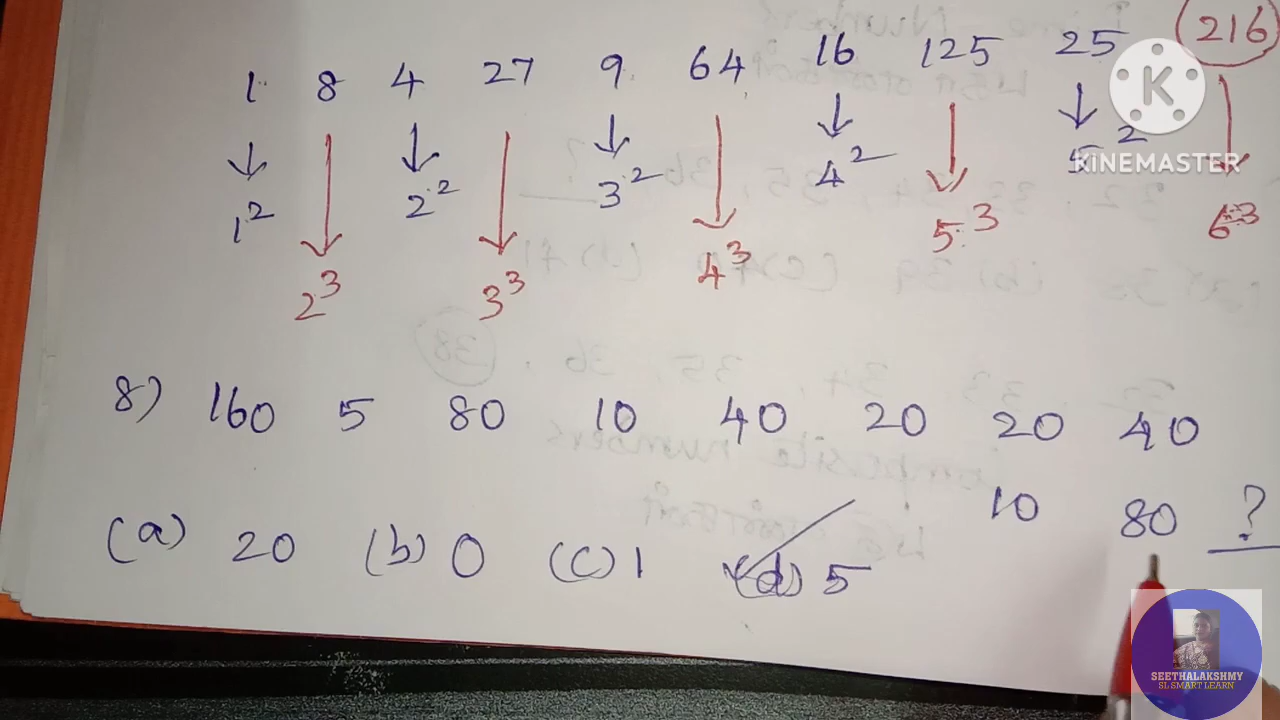 1 8 4 27 9 64 16 125 25 216
1² 2² 3² 4² 5²
2³ 3³ 4³ 5³ 6³
K
KINEMASTER
8) 160 5 80 10 40 20 20 40
10 80 ?
(a) 20 (b) 0 (c) 1 (d) 5
SEETHALAKSHMY
SL SMART LEARN